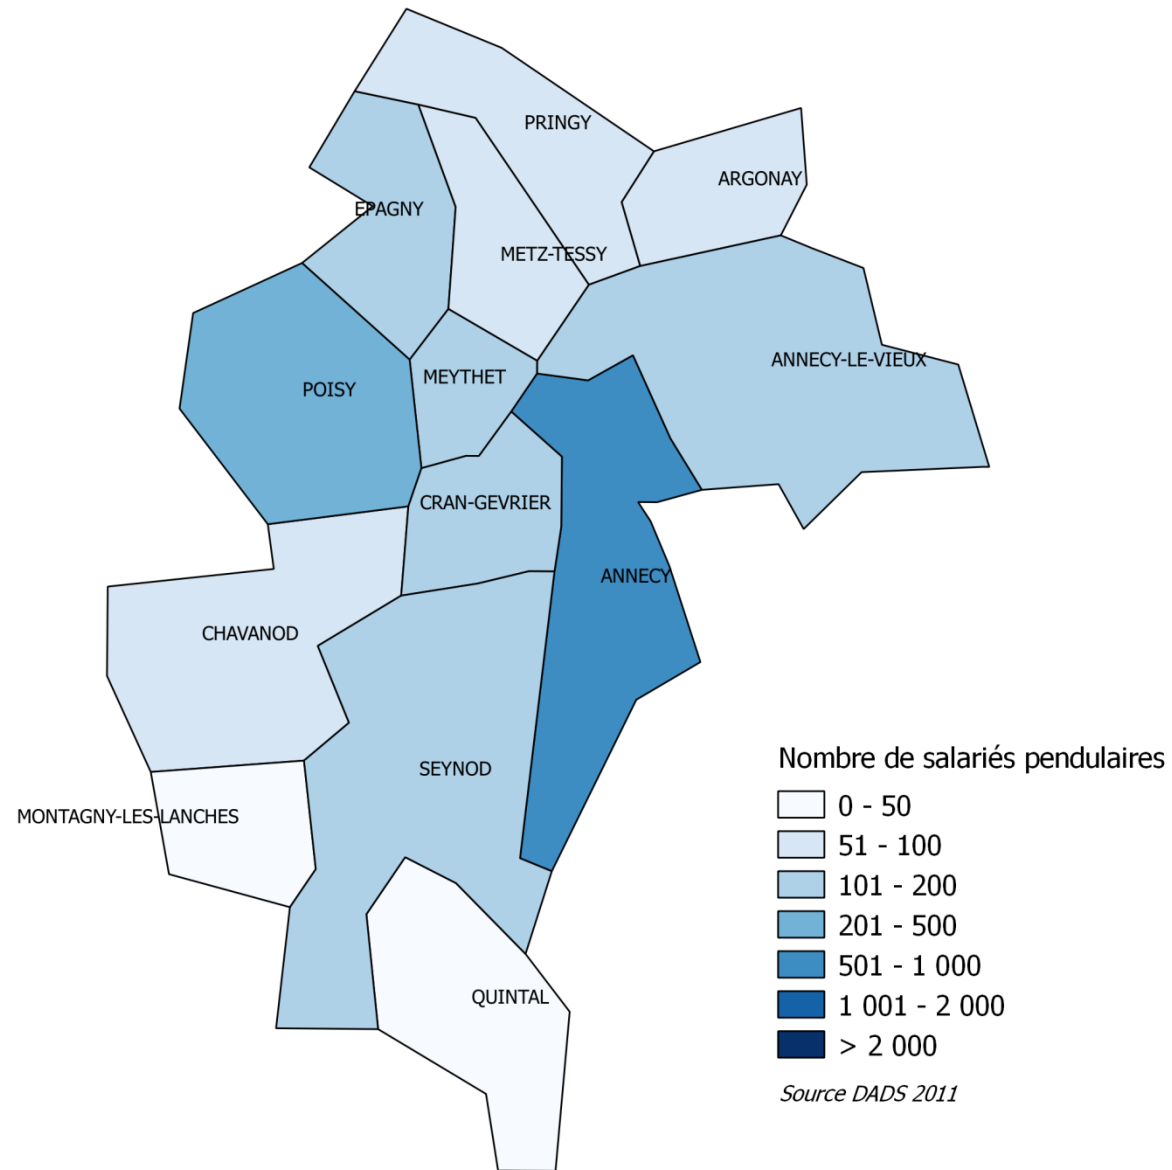 PRINGY
ARGONAY
EPAGNY
METZ-TESSY
ANNECY-LE-VIEUX
MEYTHET
POISY
CRAN-GEVRIER
ANNECY
CHAVANOD
SEYNOD
MONTAGNY-LES-LANCHES
QUINTAL
Nombre de salariés pendulaires
0 - 50
51 - 100
101 - 200
201 - 500
501 - 1 000
1 001 - 2 000
> 2 000
Source DADS 2011